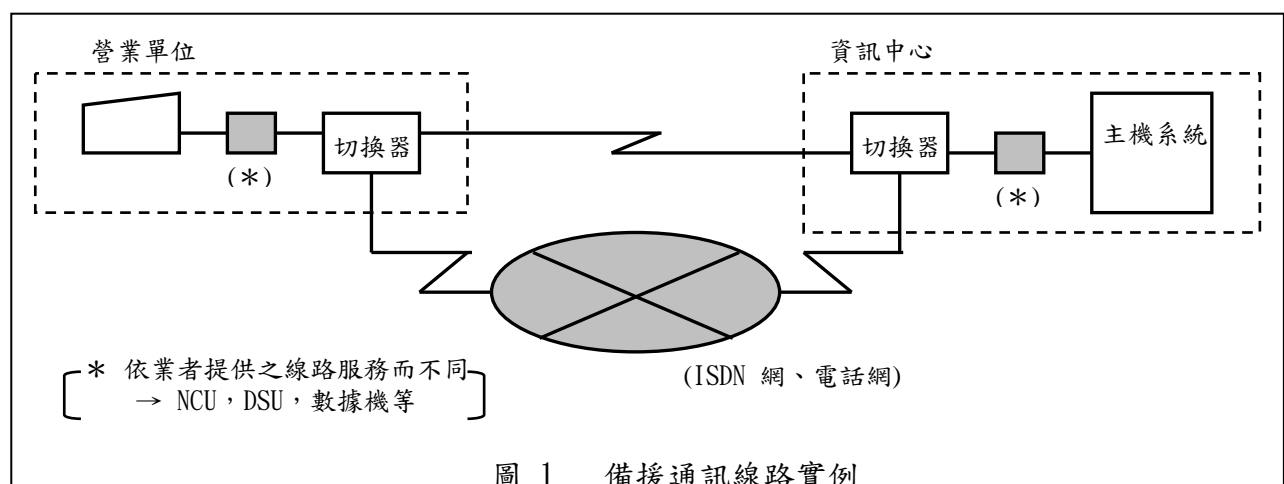 營業單位
資訊中心
切換器
切換器
主機系統
(＊)
(＊)
＊ 依業者提供之線路服務而不同
→ NCU，DSU，數據機等
(ISDN 網、電話網)
圖 1 備援通訊線路實例